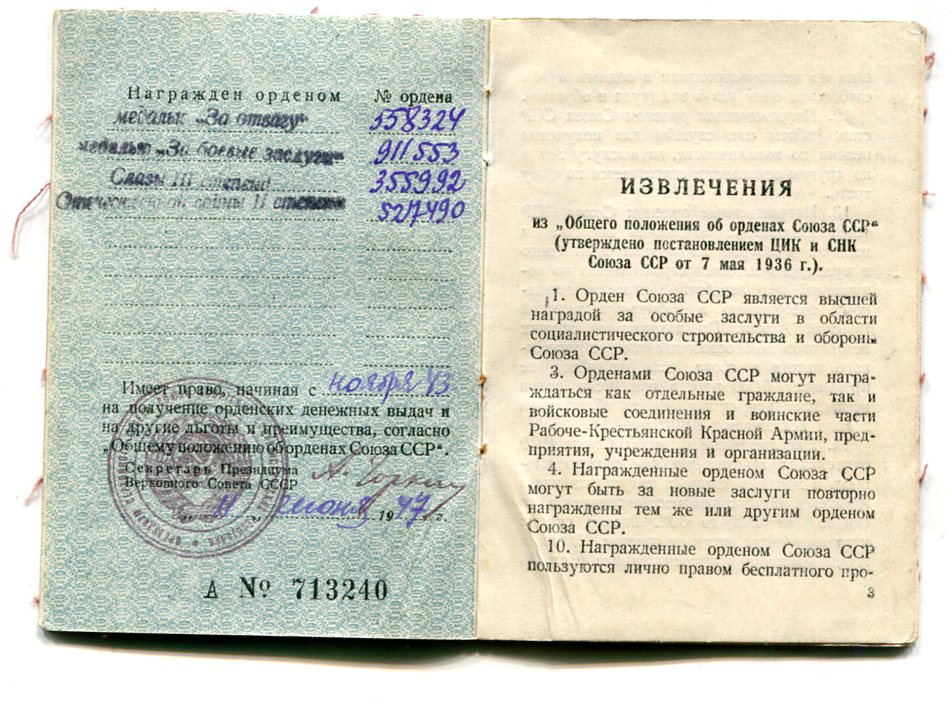 Награжден орденом № ордена
медалью „За отвагу“ 558324
медалью „За боевые заслуги“ 911553
Славы III степени 355992
Отечественной войны II степени 527490
Имеет право, начиная с ноября 43
на получение орденских денежных выдач и
на другие льготы и преимущества, согласно
„Общему положению об орденах Союза ССР“.
Секретарь Президиума
Верховного Совета СССР А. Горкин
11 июня 1947 г.
А № 713240
ИЗВЛЕЧЕНИЯ
из „Общего положения об орденах Союза ССР“
(утверждено постановлением ЦИК и СНК
Союза ССР от 7 мая 1936 г.).
1. Орден Союза ССР является высшей
наградой за особые заслуги в области
социалистического строительства и обороны
Союза ССР.
3. Орденами Союза ССР могут награ-
ждаться как отдельные граждане, так и
войсковые соединения и воинские части
Рабоче-Крестьянской Красной Армии, пред-
приятия, учреждения и организации.
4. Награжденные орденом Союза ССР
могут быть за новые заслуги повторно
награждены тем же или другим орденом
Союза ССР.
10. Награжденные орденом Союза ССР
пользуются лично правом бесплатного про-
3